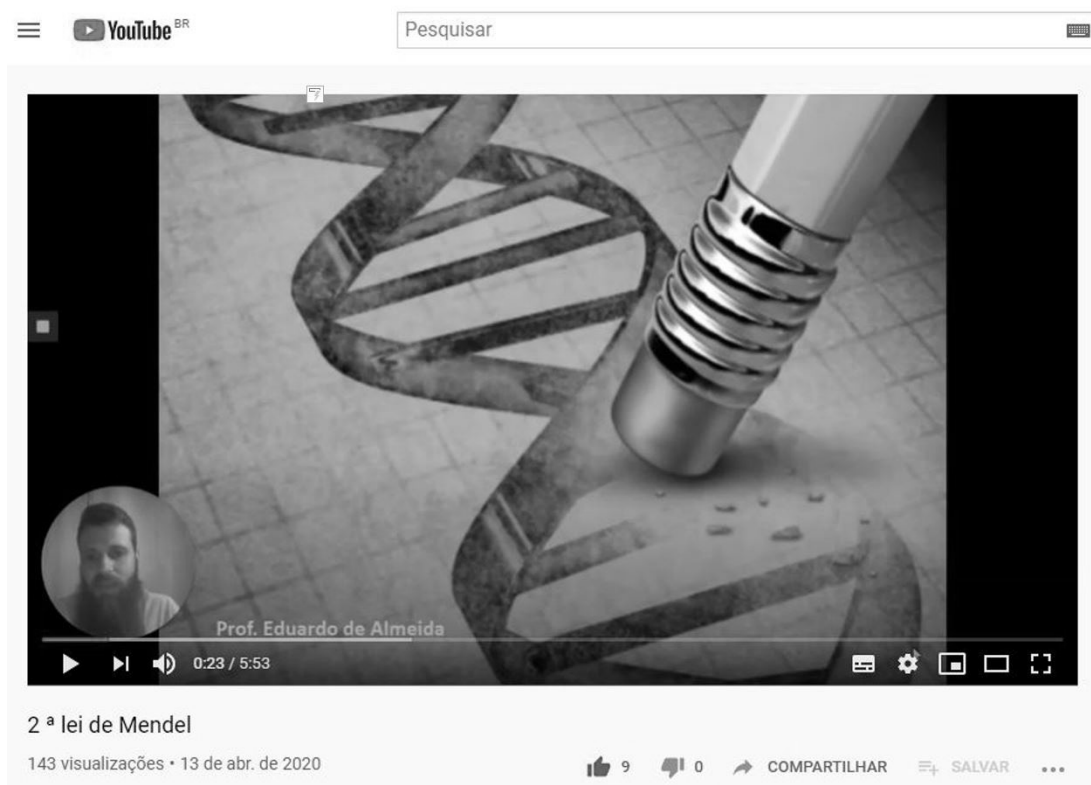 YouTube BR
Pesquisar
Prof. Eduardo de Almeida
0:23 / 5:53
2 ª lei de Mendel
143 visualizações • 13 de abr. de 2020
9 0 COMPARTILHAR SALVAR